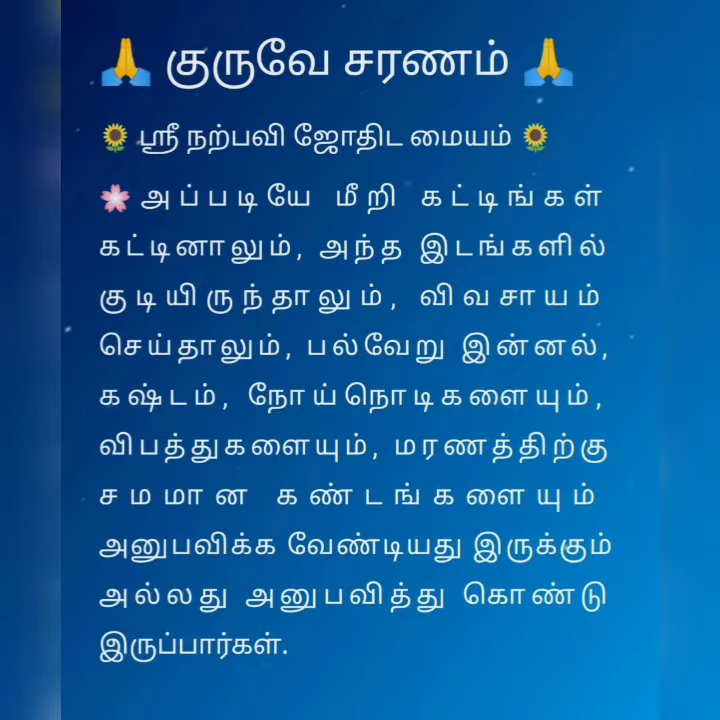 🙏 குருவே சரணம் 🙏
🌻 ஸ்ரீ நற்பவி ஜோதிட மையம் 🌻
🌸 அப்படியே மீறி கட்டிங்கள்
கட்டினாலும், அந்த இடங்களில்
குடியிருந்தாலும், விவசாயம்
செய்தாலும், பல்வேறு இன்னல்,
கஷ்டம், நோய்நொடிகளையும்,
விபத்துகளையும், மரணத்திற்கு
சமமான கண்டங்களையும்
அனுபவிக்க வேண்டியது இருக்கும்
அல்லது அனுபவித்து கொண்டு
இருப்பார்கள்.